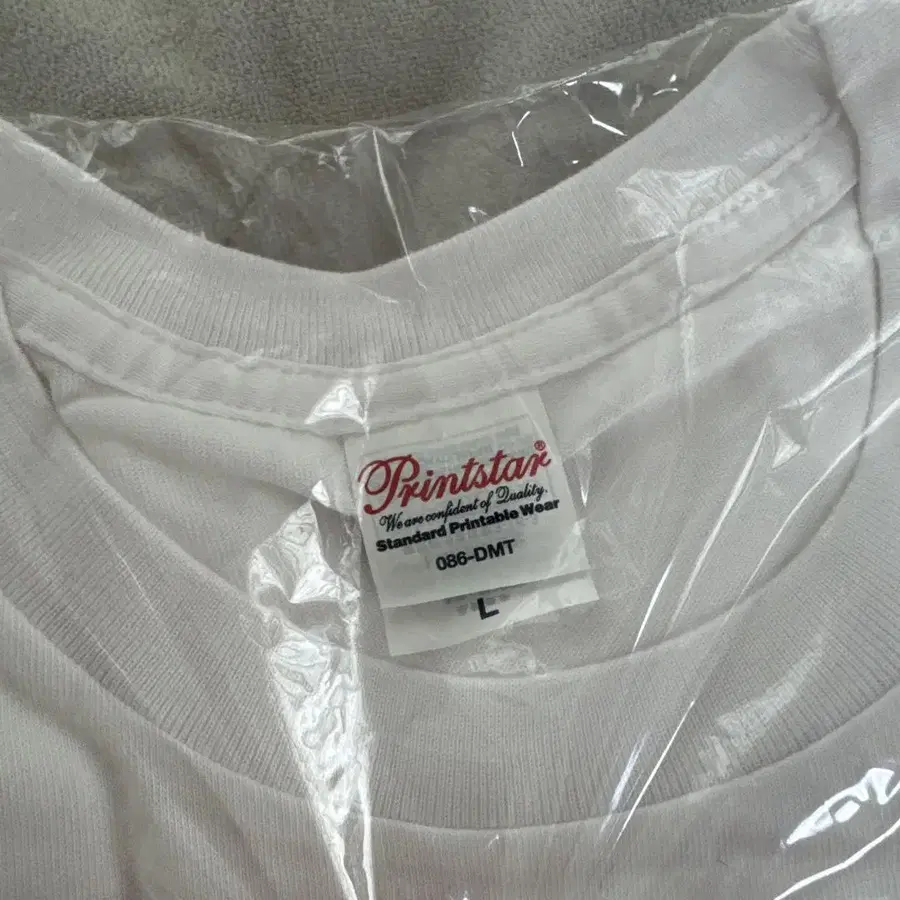 Printstar®
We are confident of Quality.
Standard Printable Wear
086-DMT
L